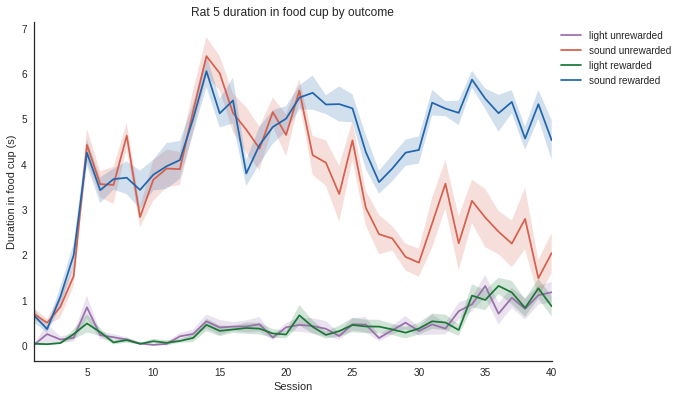 Rat 5 duration in food cup by outcome
light unrewarded
sound unrewarded
light rewarded
sound rewarded
Duration in food cup (s)
7
6
5
4
3
2
1
0
5 10 15 20 25 30 35 40
Session